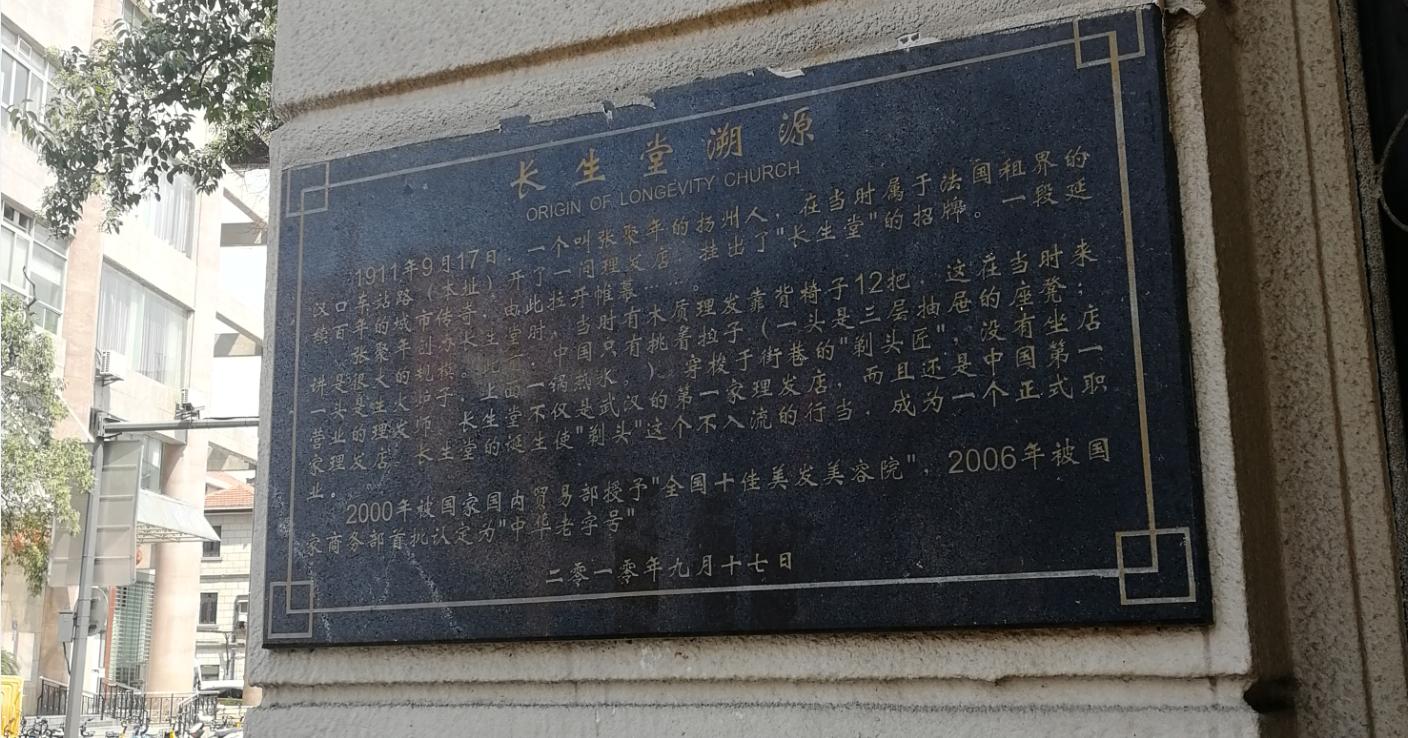 长生堂溯源
ORIGIN OF LONGEVITY CHURCH
1911年9月17日，一个叫张聚年的扬州人，在当时属于法国租界的
汉口车站路（本址）开了一间理发店，挂出了"长生堂"的招牌。一段延
续百年的城市传奇，由此拉开帷幕……。
张聚年创办长生堂时，当时有木质理发靠背椅子12把，这在当时来
讲是很大的规模。此一时，中国只有挑着拉子（一头是三层抽屉的座凳；
一头是生火炉子，上面一锅热水。）、穿梭于街巷的"剃头匠"，没有坐店
营业的理发师。长生堂不仅是武汉的第一家理发店，而且还是中国第一
家理发店。长生堂的诞生使"剃头"这个不入流的行当，成为一个正式职
业。
2000年被国家国内贸易部授予"全国十佳美发美容院"，2006年被国
家商务部首批认定为"中华老字号"
二零一零年九月十七日